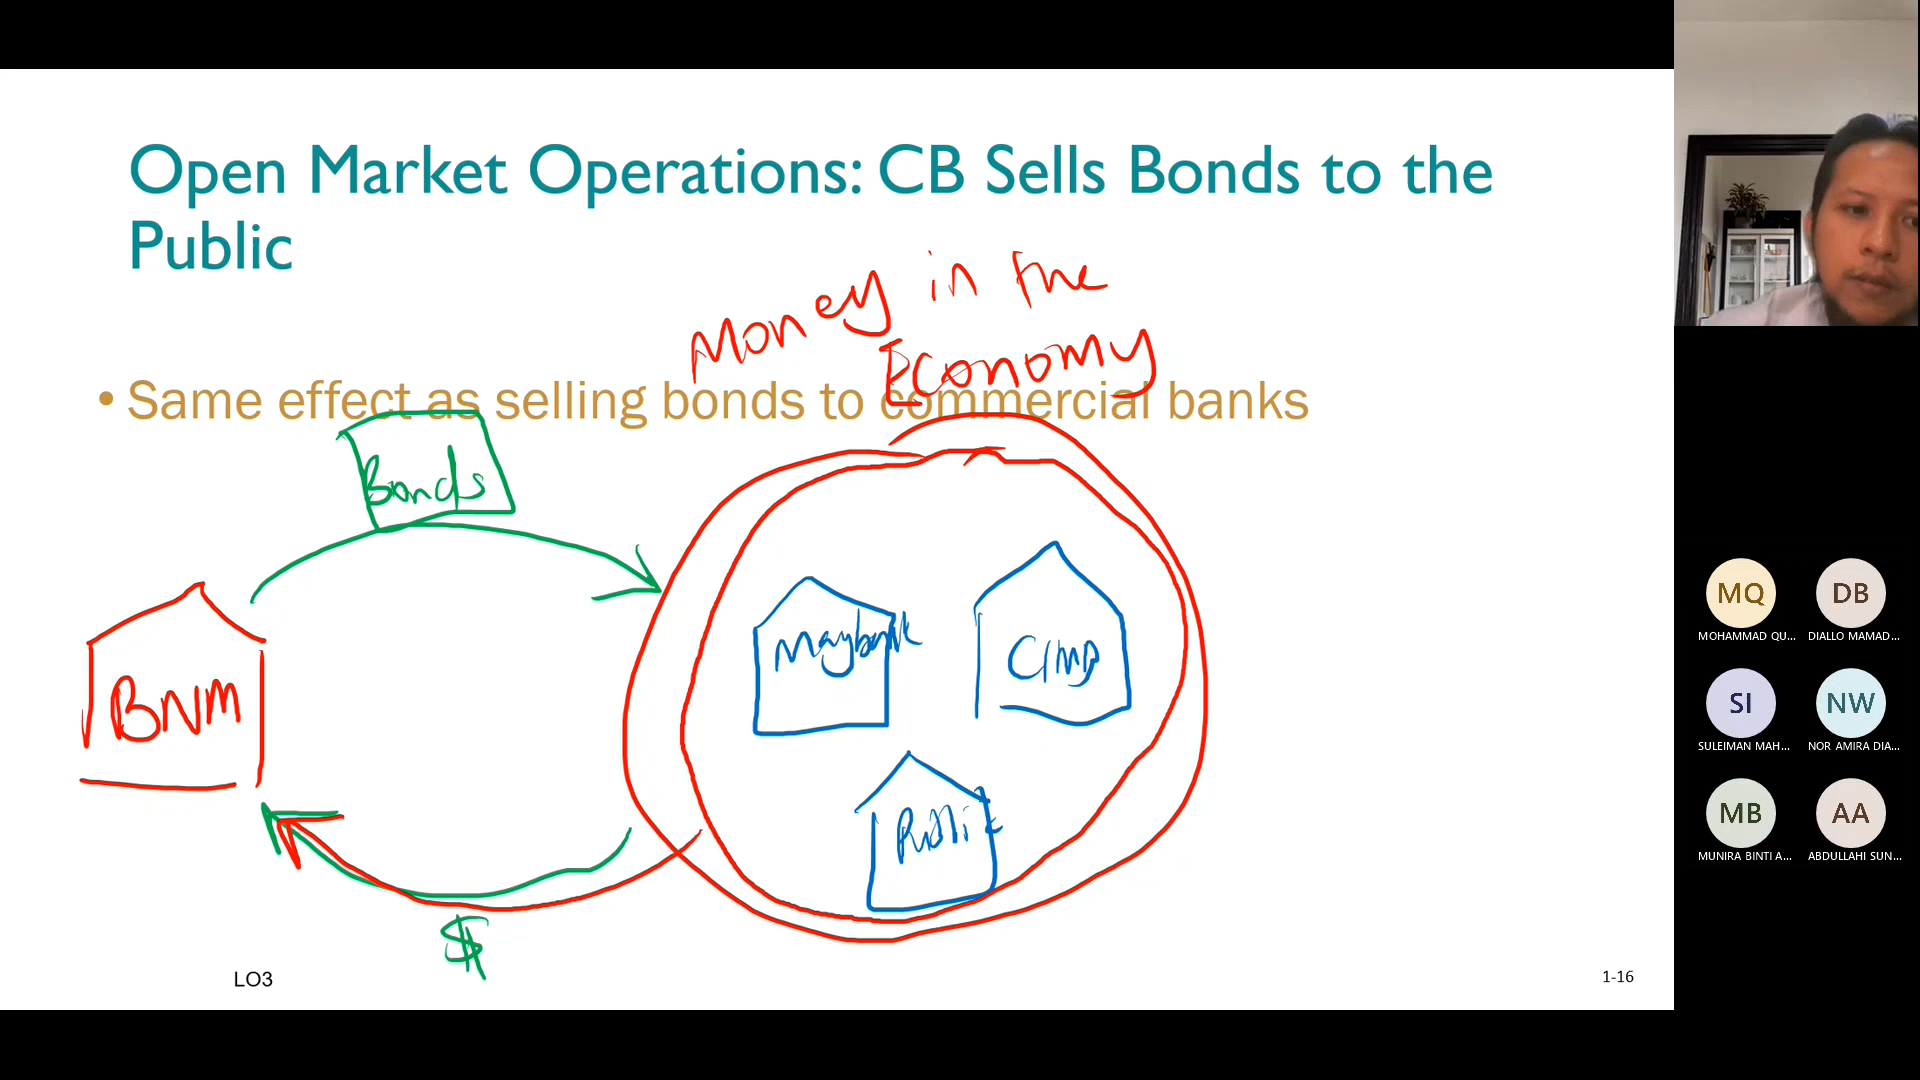 Open Market Operations: CB Sells Bonds to the
Public
Money in the
Economy
• Same effect as selling bonds to commercial banks
Bonds
Maybank
CIMB
BNM
Public
$
LO3
1-16
MQ
MOHAMMAD QU...
DB
DIALLO MAMAD...
SI
SULEIMAN MAH...
NW
NOR AMIRA DIA...
MB
MUNIRA BINTI A...
AA
ABDULLAHI SUN...